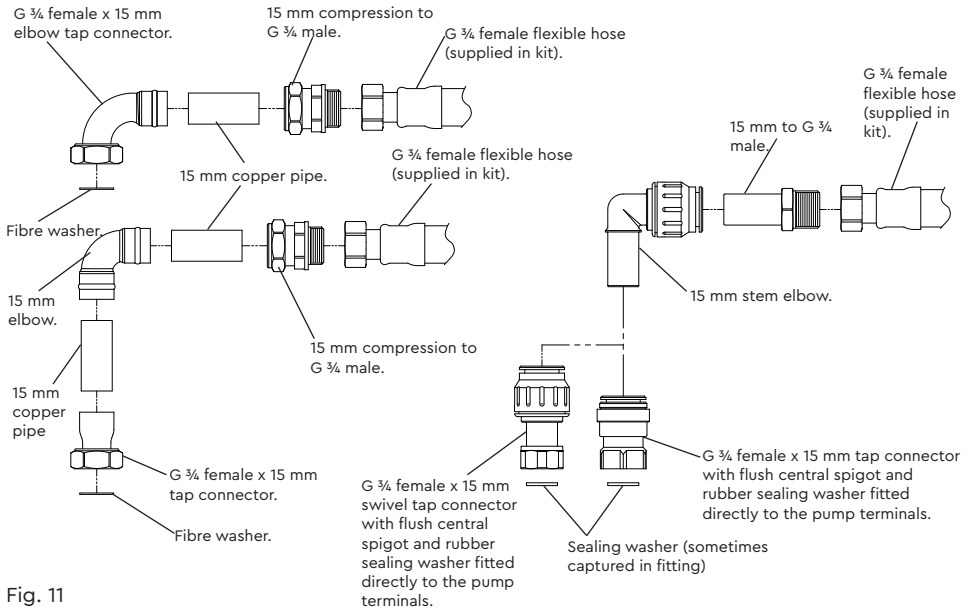 G ¾ female x 15 mm
elbow tap connector.
15 mm compression to
G ¾ male.
G ¾ female flexible hose
(supplied in kit).
15 mm copper pipe.
Fibre washer.
G ¾ female flexible hose
(supplied in kit).
15 mm
elbow.
15 mm compression to
G ¾ male.
15 mm
copper
pipe
G ¾ female x 15 mm
tap connector.
Fibre washer.
G ¾ female
flexible hose
(supplied in
kit).
15 mm to G ¾
male.
15 mm stem elbow.
G ¾ female x 15 mm
swivel tap connector
with flush central
spigot and rubber
sealing washer fitted
directly to the pump
terminals.
Sealing washer (sometimes
captured in fitting)
G ¾ female x 15 mm tap connector
with flush central spigot and
rubber sealing washer fitted
directly to the pump terminals.
Fig. 11